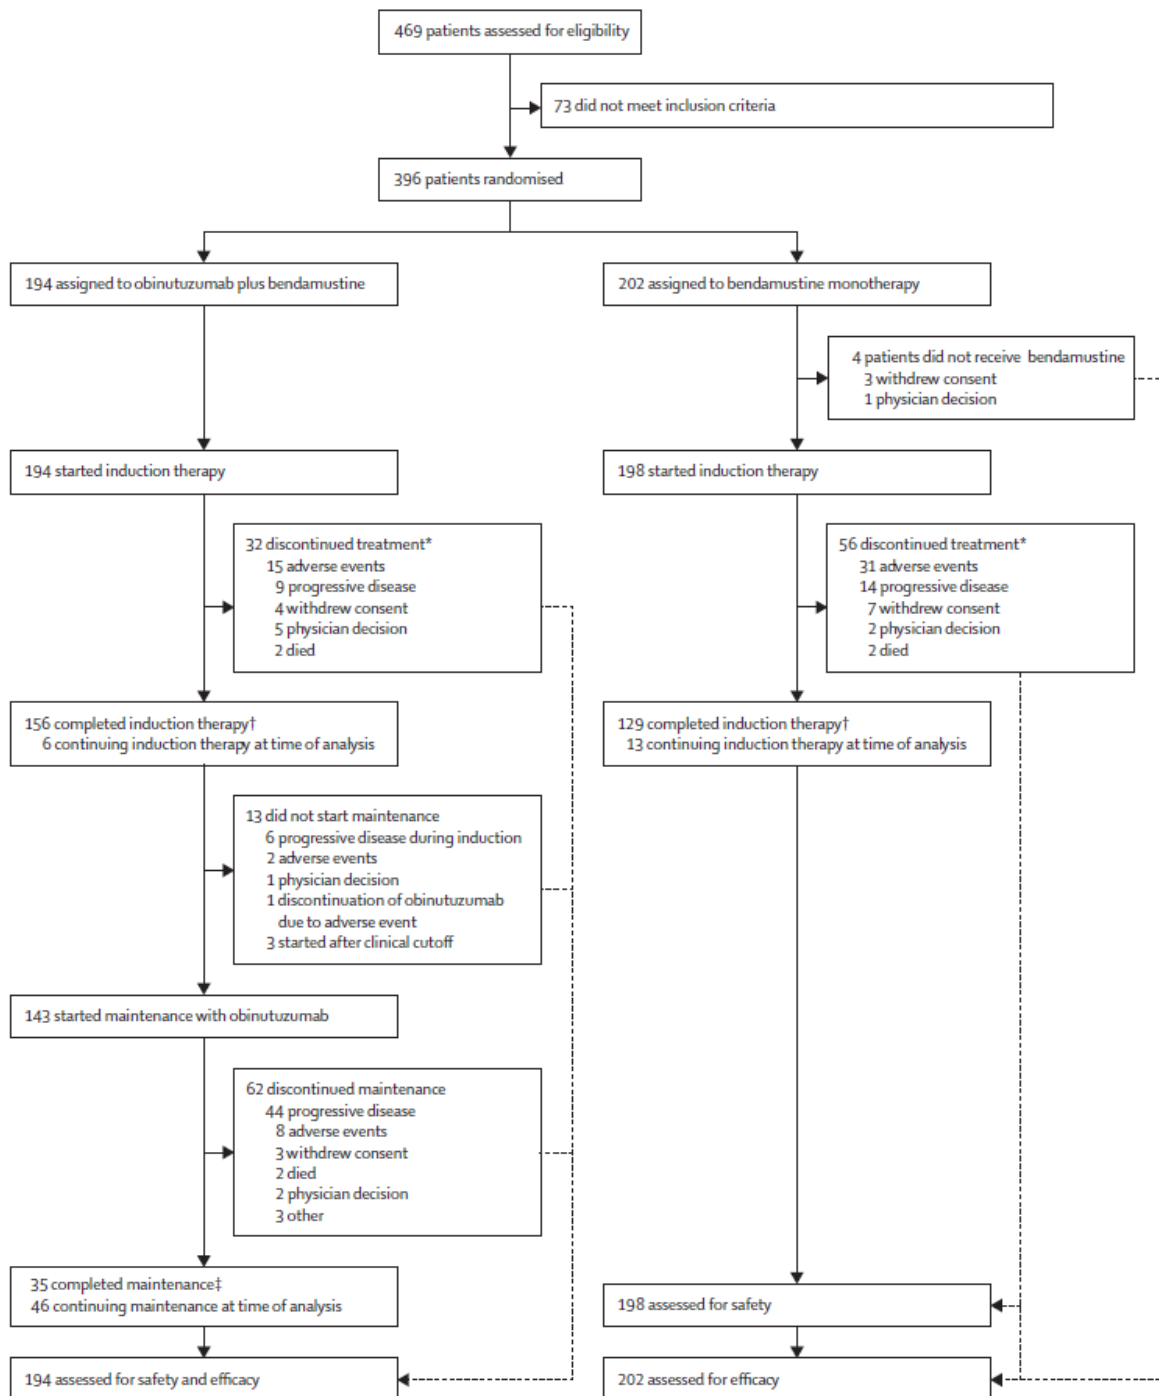 469 patients assessed for eligibility
73 did not meet inclusion criteria
396 patients randomised
194 assigned to obinutuzumab plus bendamustine
202 assigned to bendamustine monotherapy
4 patients did not receive bendamustine
3 withdrew consent
1 physician decision
194 started induction therapy
198 started induction therapy
32 discontinued treatment*
15 adverse events
9 progressive disease
4 withdrew consent
5 physician decision
2 died
56 discontinued treatment*
31 adverse events
14 progressive disease
7 withdrew consent
2 physician decision
2 died
156 completed induction therapy†
6 continuing induction therapy at time of analysis
129 completed induction therapy†
13 continuing induction therapy at time of analysis
13 did not start maintenance
6 progressive disease during induction
2 adverse events
1 physician decision
1 discontinuation of obinutuzumab
due to adverse event
3 started after clinical cutoff
143 started maintenance with obinutuzumab
62 discontinued maintenance
44 progressive disease
8 adverse events
3 withdrew consent
2 died
2 physician decision
3 other
35 completed maintenance‡
46 continuing maintenance at time of analysis
198 assessed for safety
194 assessed for safety and efficacy
202 assessed for efficacy